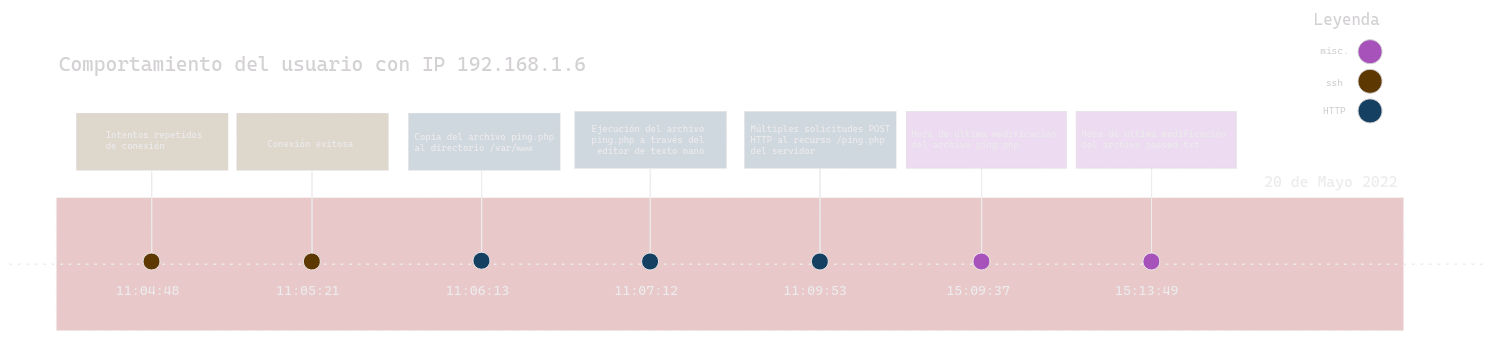 Leyenda
misc.
ssh
HTTP
Comportamiento del usuario con IP 192.168.1.6
Intentos repetidos
de conexión
Conexión exitosa
Copia del archivo ping.php
al directorio /var/www
Ejecución del archivo
ping.php a través del
editor de texto nano
Múltiples solicitudes POST
HTTP al recurso /ping.php
del servidor
Hora de última modificación
del archivo ping.php
Hora de última modificación
del archivo
20 de Mayo 2022
11:04:48
11:05:21
11:06:13
11:07:12
11:09:53
15:09:37
15:13:49